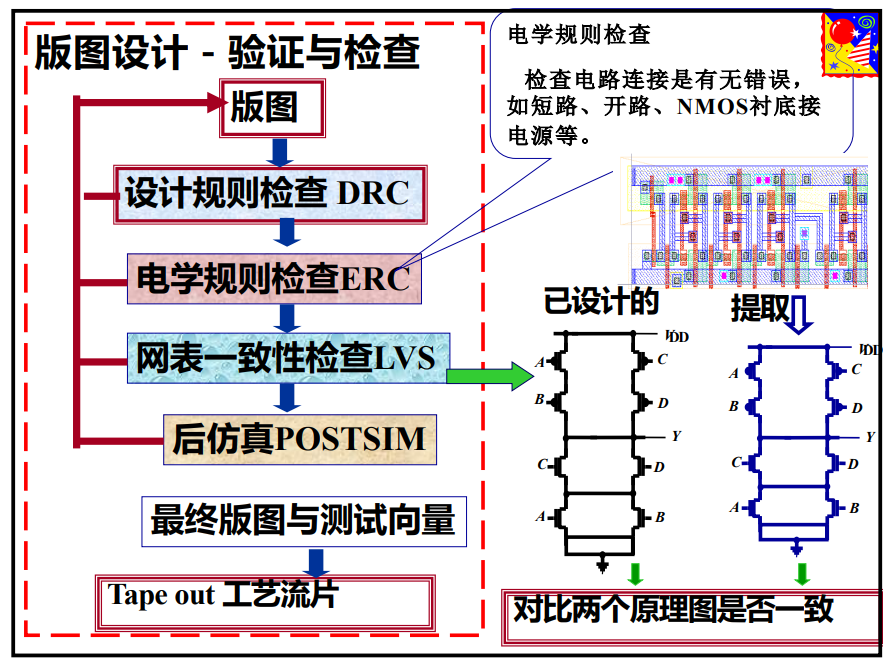 版图设计 - 验证与检查
版图
设计规则检查 DRC
电学规则检查ERC
网表一致性检查LVS
后仿真POSTSIM
最终版图与测试向量
Tape out 工艺流片
电学规则检查
检查电路连接是有无错误，
如短路、开路、NMOS衬底接
电源等。
已设计的
提取
VDD
A
C
B
D
Y
C
D
A
B
VDD
A
C
B
D
Y
C
D
A
B
对比两个原理图是否一致